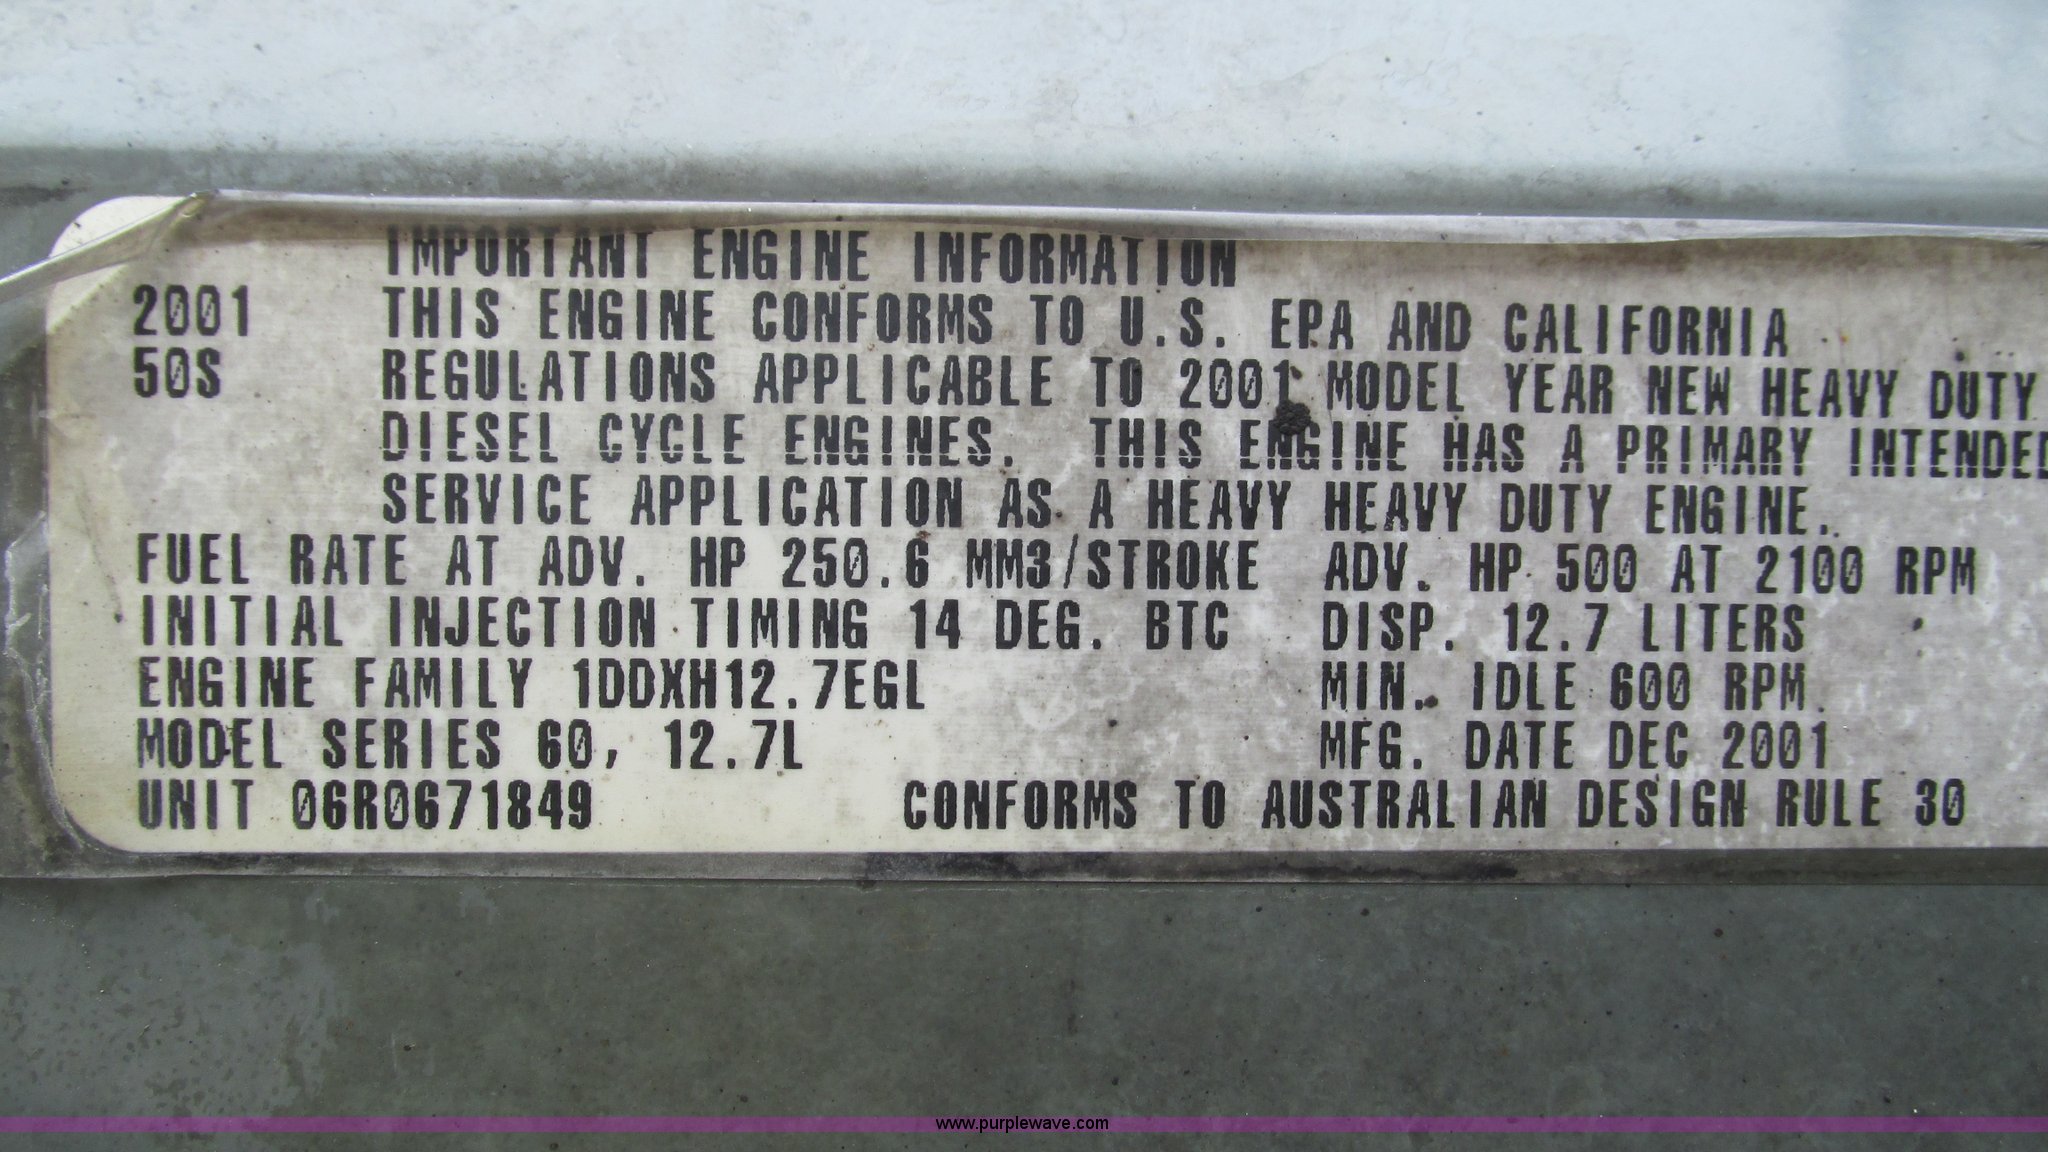 IMPORTANT ENGINE INFORMATION
2001 THIS ENGINE CONFORMS TO U.S. EPA AND CALIFORNIA
50S REGULATIONS APPLICABLE TO 2001 MODEL YEAR NEW HEAVY DUTY
DIESEL CYCLE ENGINES. THIS ENGINE HAS A PRIMARY INTENDED
SERVICE APPLICATION AS A HEAVY HEAVY DUTY ENGINE.
FUEL RATE AT ADV. HP 250.6 MM3/STROKE ADV. HP 500 AT 2100 RPM
INITIAL INJECTION TIMING 14 DEG. BTC DISP. 12.7 LITERS
ENGINE FAMILY 1DDXH12.7EGL MIN. IDLE 600 RPM
MODEL SERIES 60, 12.7L MFG. DATE DEC 2001
UNIT 06R0671849 CONFORMS TO AUSTRALIAN DESIGN RULE 30
www.purplewave.com